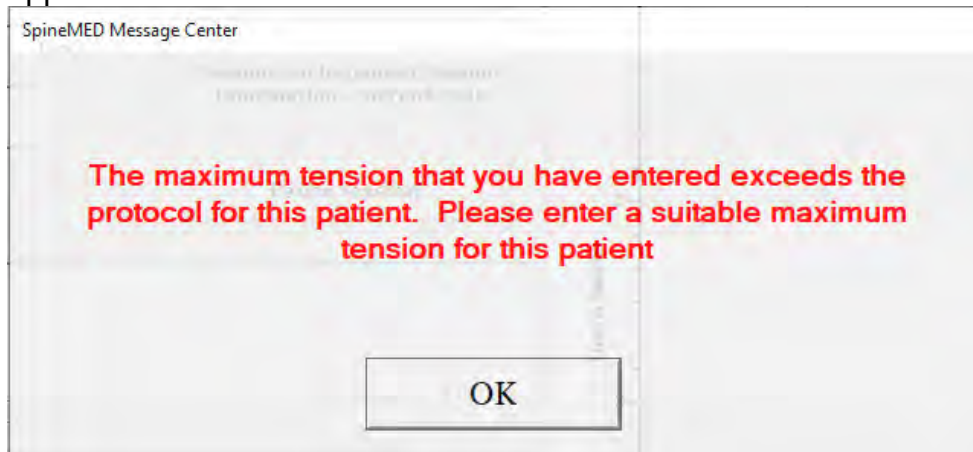 SpineMED Message Center
The maximum tension that you have entered exceeds the
protocol for this patient.  Please enter a suitable maximum
tension for this patient
OK